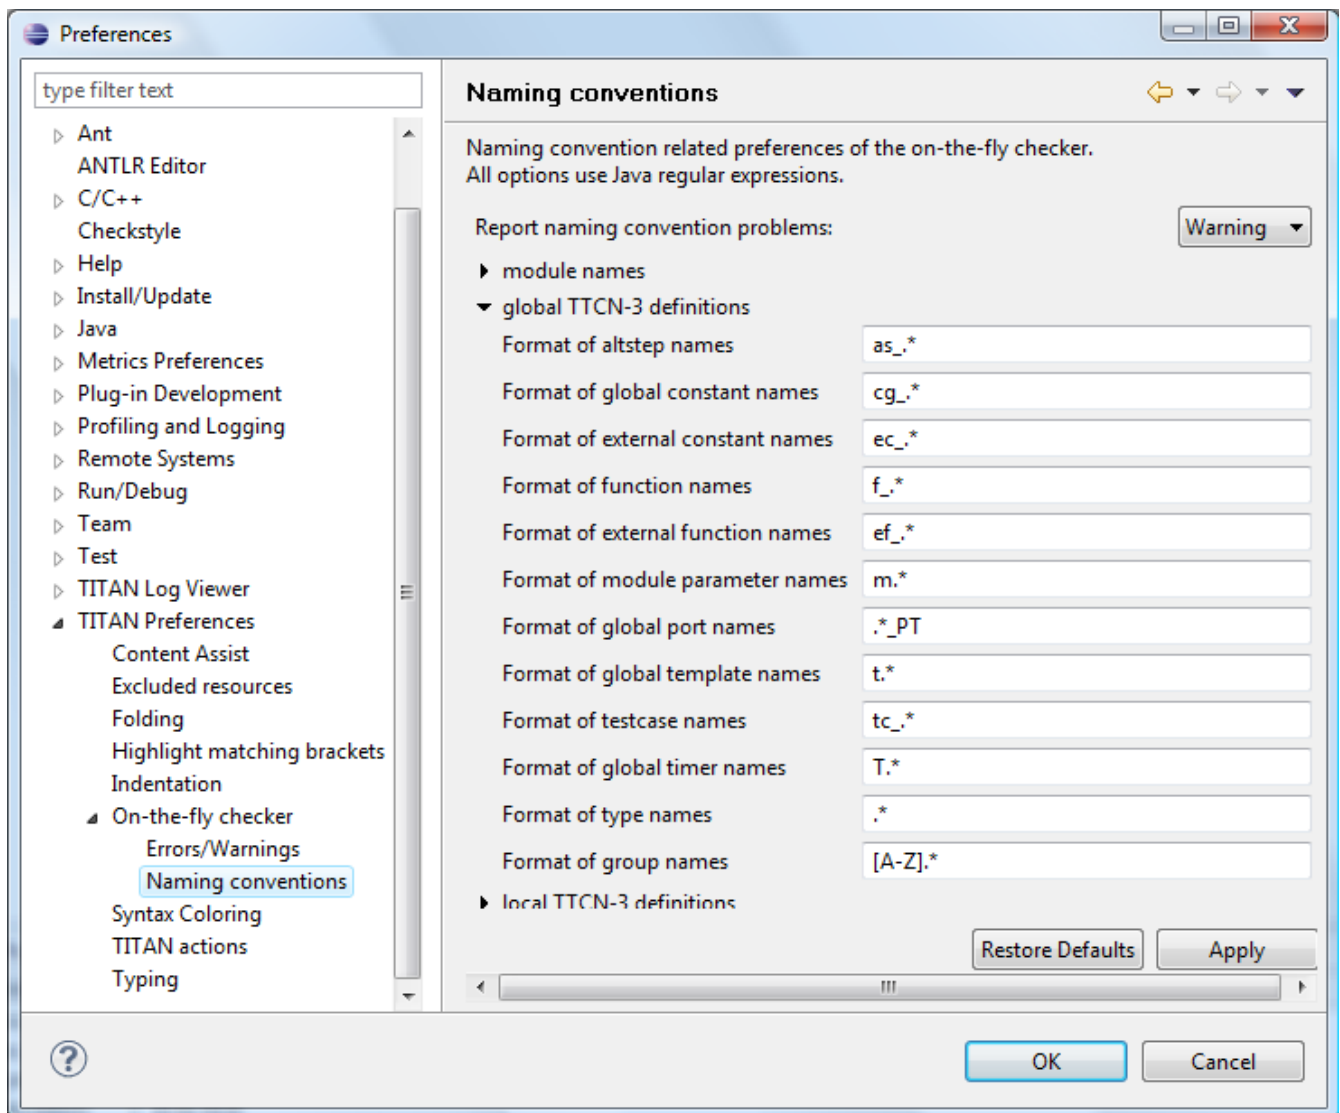 Preferences
type filter text
Ant
ANTLR Editor
C/C++
Checkstyle
Help
Install/Update
Java
Metrics Preferences
Plug-in Development
Profiling and Logging
Remote Systems
Run/Debug
Team
Test
TITAN Log Viewer
TITAN Preferences
Content Assist
Excluded resources
Folding
Highlight matching brackets
Indentation
On-the-fly checker
Errors/Warnings
Naming conventions
Syntax Coloring
TITAN actions
Typing
Naming conventions
Naming convention related preferences of the on-the-fly checker.
All options use Java regular expressions.
Report naming convention problems: Warning
module names
global TTCN-3 definitions
Format of altstep names as_.*
Format of global constant names cg_.*
Format of external constant names ec_.*
Format of function names f_.*
Format of external function names ef_.*
Format of module parameter names m.*
Format of global port names .*_PT
Format of global template names t.*
Format of testcase names tc_.*
Format of global timer names T.*
Format of type names .*
Format of group names [A-Z].*
local TTCN-3 definitions
Restore Defaults Apply
OK Cancel